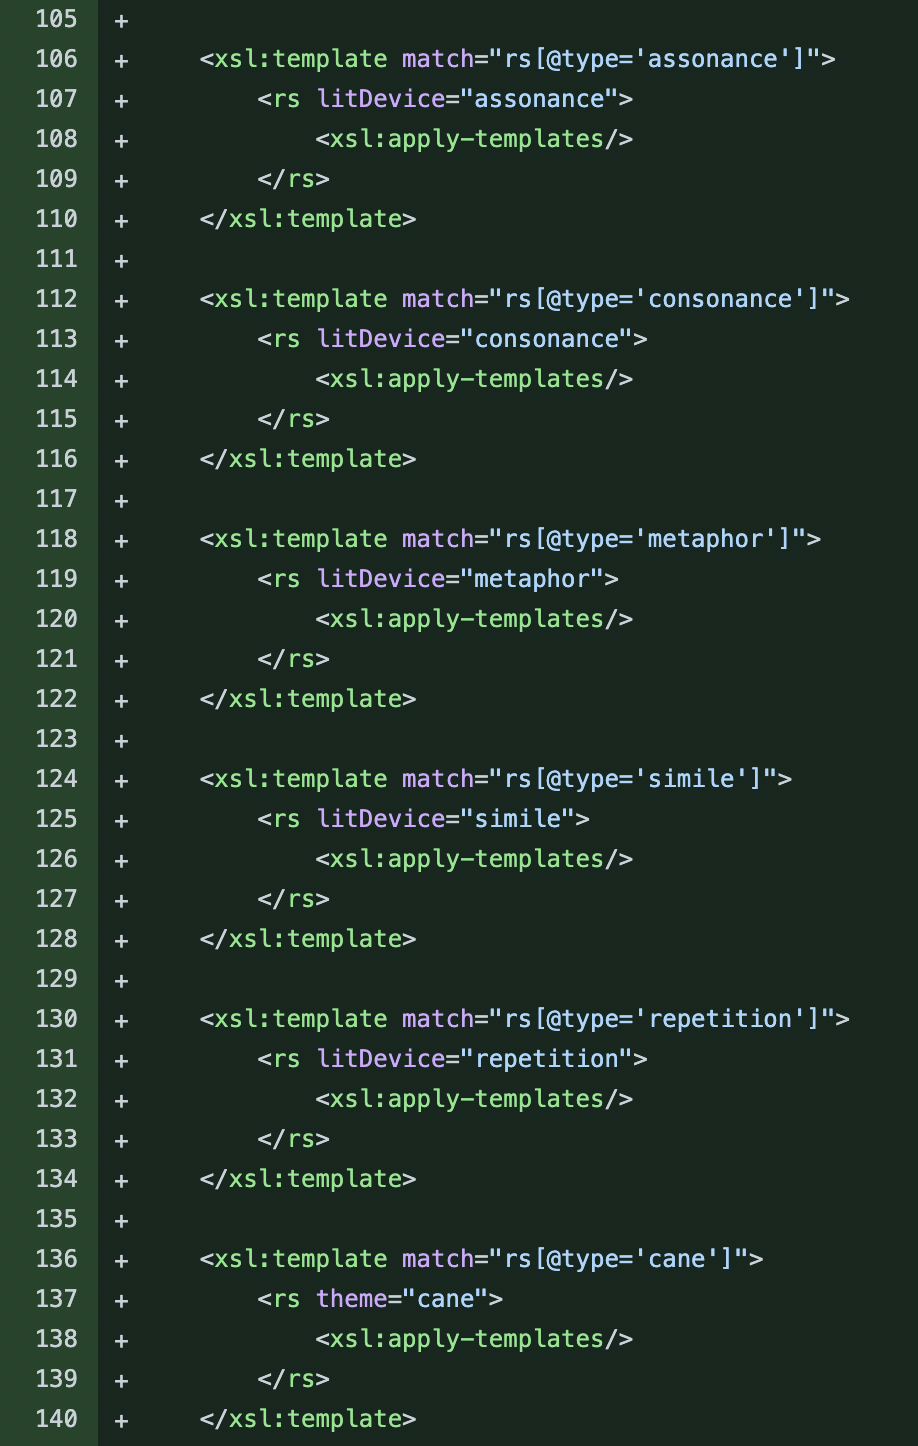 105 +
106 +     <xsl:template match="rs[@type='assonance']">
107 +         <rs litDevice="assonance">
108 +             <xsl:apply-templates/>
109 +         </rs>
110 +     </xsl:template>
111 +
112 +     <xsl:template match="rs[@type='consonance']">
113 +         <rs litDevice="consonance">
114 +             <xsl:apply-templates/>
115 +         </rs>
116 +     </xsl:template>
117 +
118 +     <xsl:template match="rs[@type='metaphor']">
119 +         <rs litDevice="metaphor">
120 +             <xsl:apply-templates/>
121 +         </rs>
122 +     </xsl:template>
123 +
124 +     <xsl:template match="rs[@type='simile']">
125 +         <rs litDevice="simile">
126 +             <xsl:apply-templates/>
127 +         </rs>
128 +     </xsl:template>
129 +
130 +     <xsl:template match="rs[@type='repetition']">
131 +         <rs litDevice="repetition">
132 +             <xsl:apply-templates/>
133 +         </rs>
134 +     </xsl:template>
135 +
136 +     <xsl:template match="rs[@type='cane']">
137 +         <rs theme="cane">
138 +             <xsl:apply-templates/>
139 +         </rs>
140 +     </xsl:template>